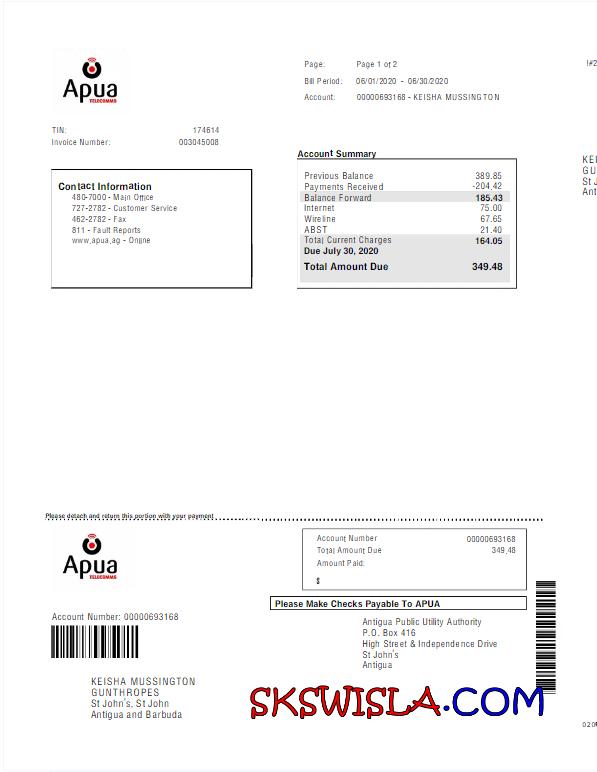 Apua
TELECOMMS
Page: Page 1 of 2
Bill Period: 06/01/2020 - 06/30/2020
Account: 00000693168 - KEISHA MUSSINGTON
!#2
TIN: 174614
Invoice Number: 003045008
Contact Information
480-7000 - Main Office
727-2782 - Customer Service
462-2782 - Fax
811 - Fault Reports
www.apua.ag - Online
Account Summary
Previous Balance 389.85
Payments Received -204.42
Balance Forward 185.43
Internet 75.00
Wireline 67.65
ABST 21.40
Total Current Charges 164.05
Due July 30, 2020
Total Amount Due 349.48
KEI
GU
St J
Ant
Please detach and return this portion with your payment
Apua
TELECOMMS
Account Number 00000693168
Total Amount Due 349.48
Amount Paid:
$
Please Make Checks Payable To APUA
Account Number: 00000693168
Antigua Public Utility Authority
P.O. Box 416
High Street & Independence Drive
St John's
Antigua
KEISHA MUSSINGTON
GUNTHROPES
St John's, St John
Antigua and Barbuda
SKSWISLA.COM
020